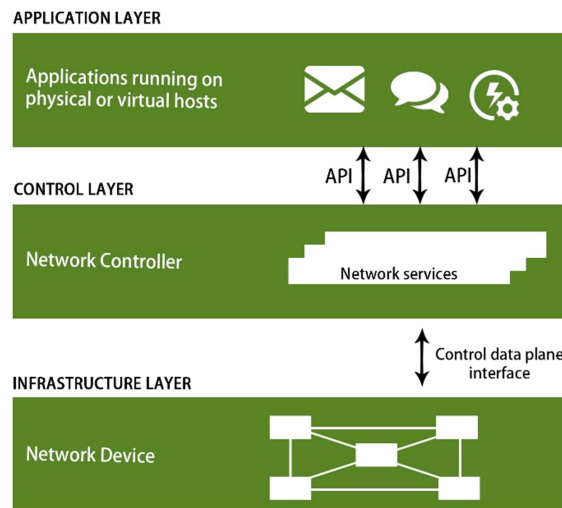 APPLICATION LAYER
Applications running on
physical or virtual hosts
API API API
CONTROL LAYER
Network Controller
Network services
Control data plane
interface
INFRASTRUCTURE LAYER
Network Device